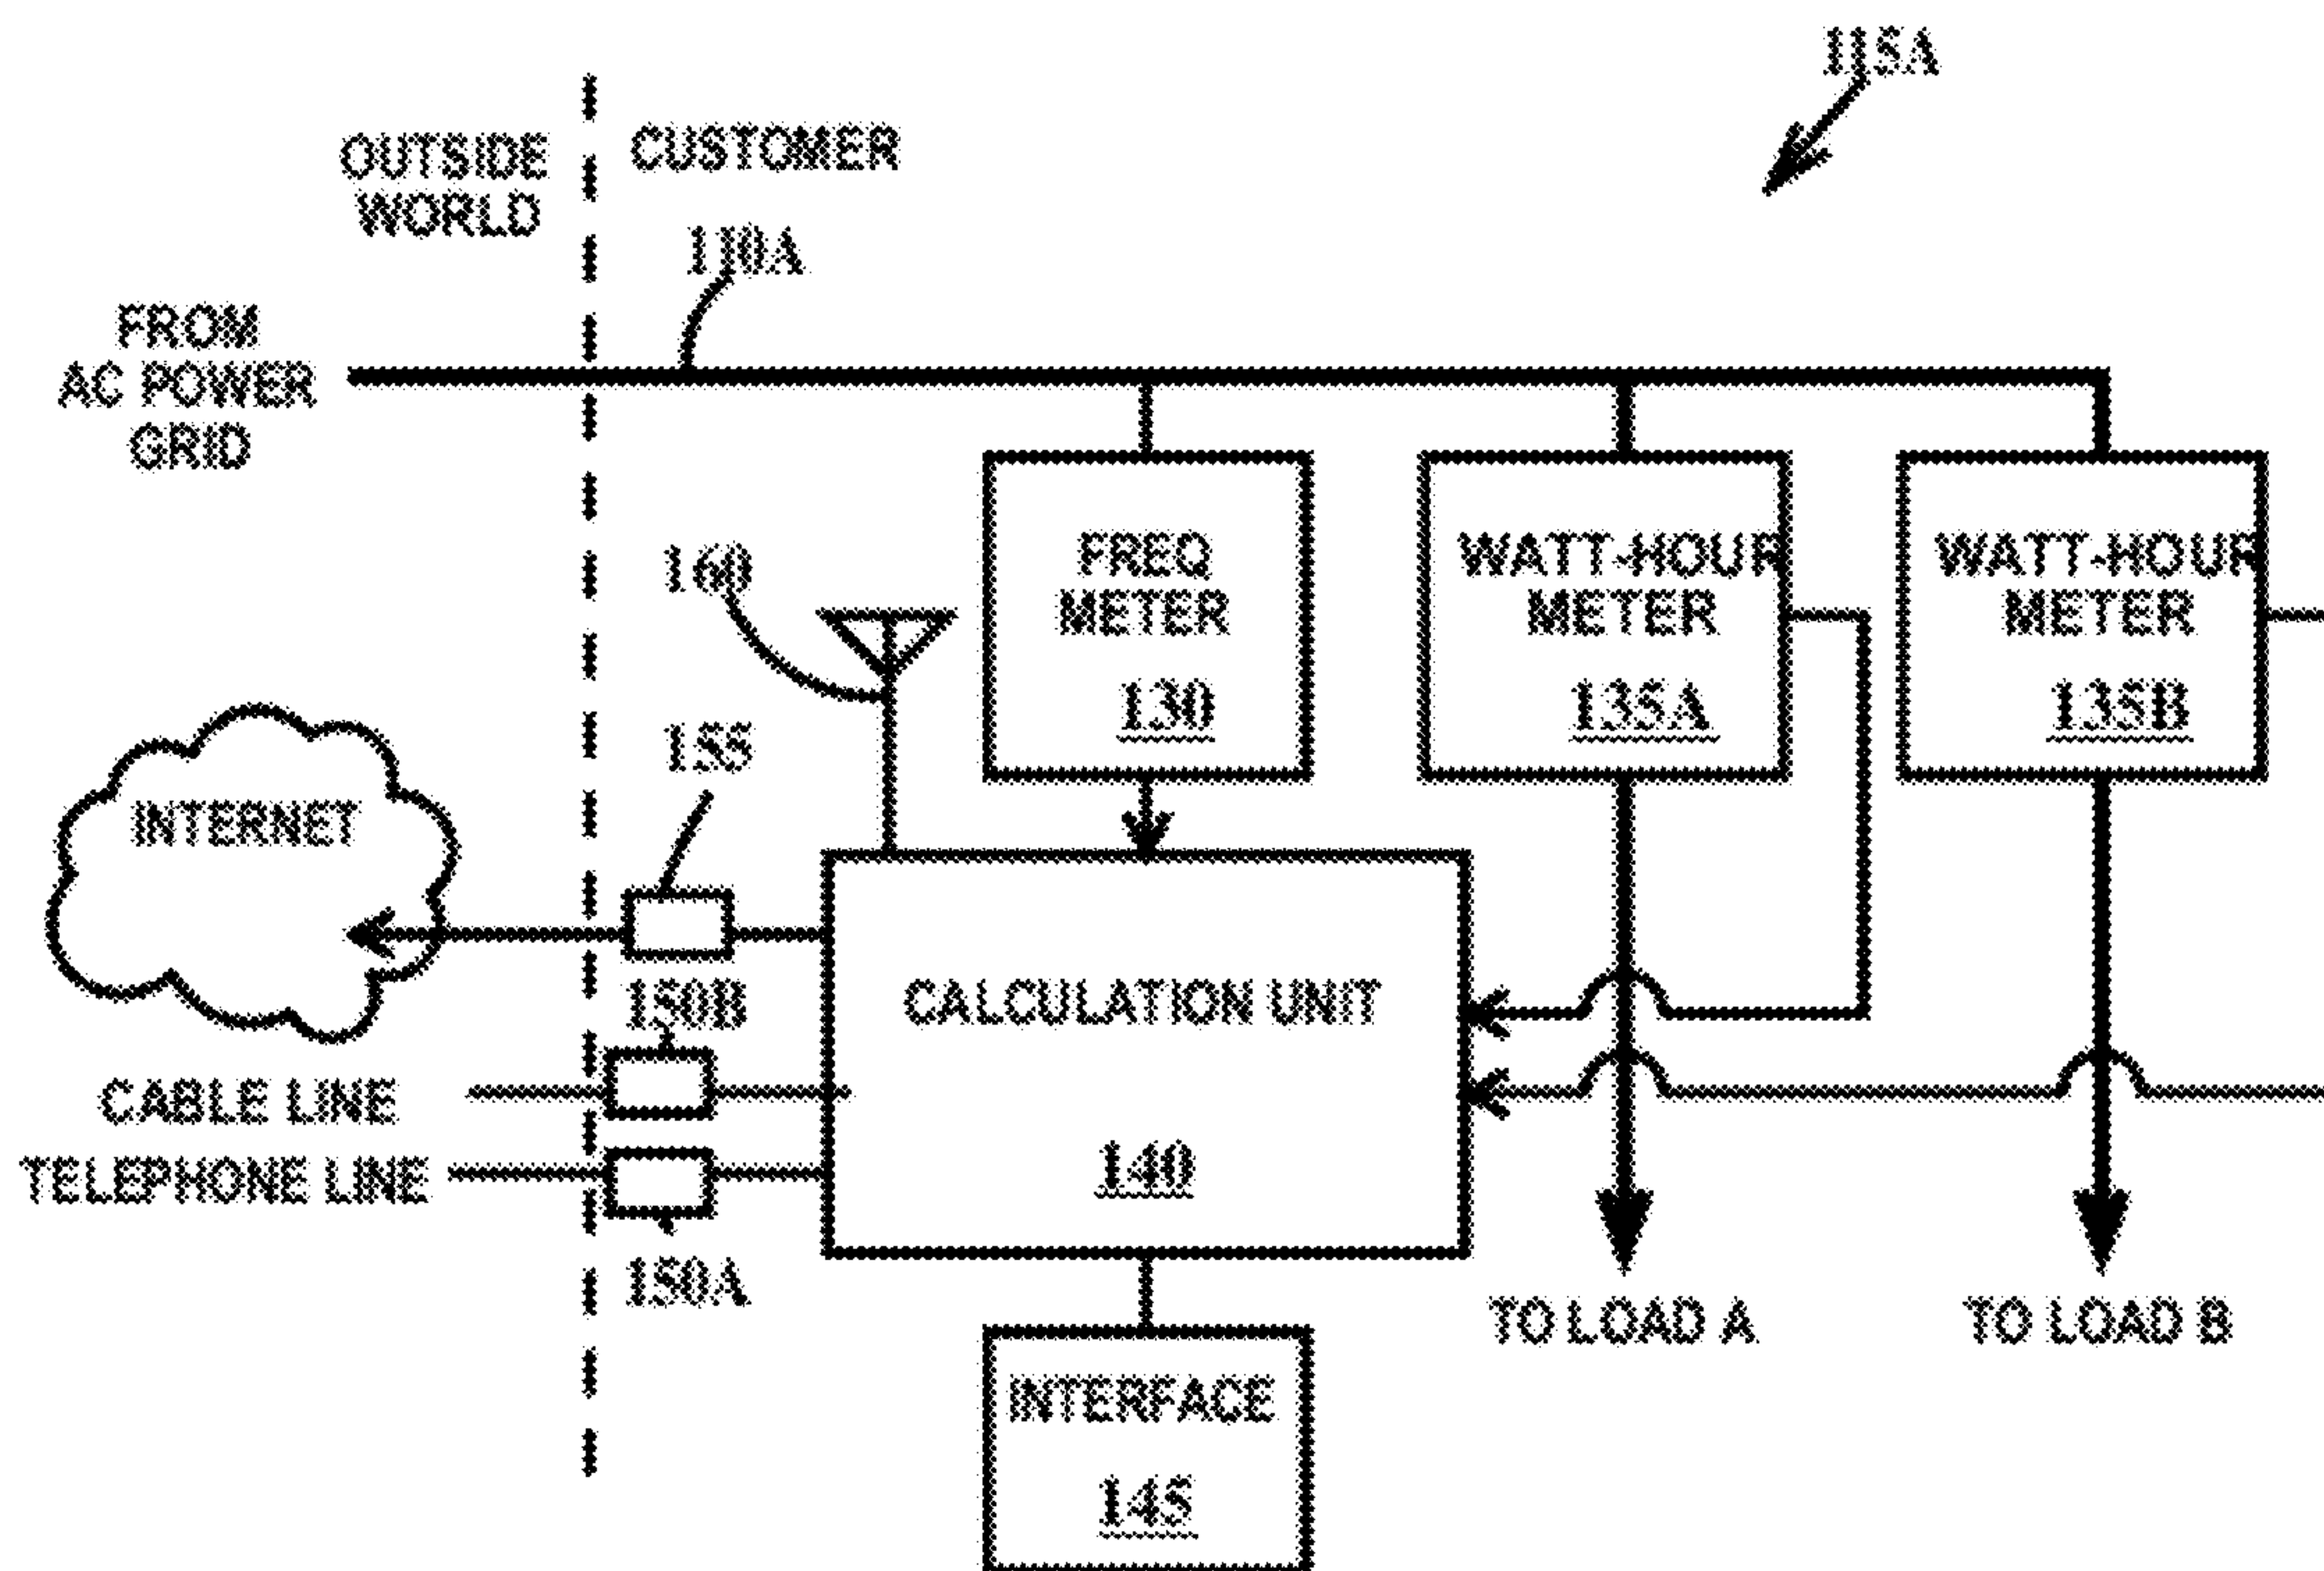 115A
OUTSIDE
WORLD
CUSTOMER
110A
FROM
AC POWER
GRID
160
FREQ
METER
130
WATT-HOUR
METER
135A
WATT-HOUR
METER
135B
155
INTERNET
150B
CALCULATION UNIT
140
CABLE LINE
TELEPHONE LINE
150A
TO LOAD A
TO LOAD B
INTERFACE
145